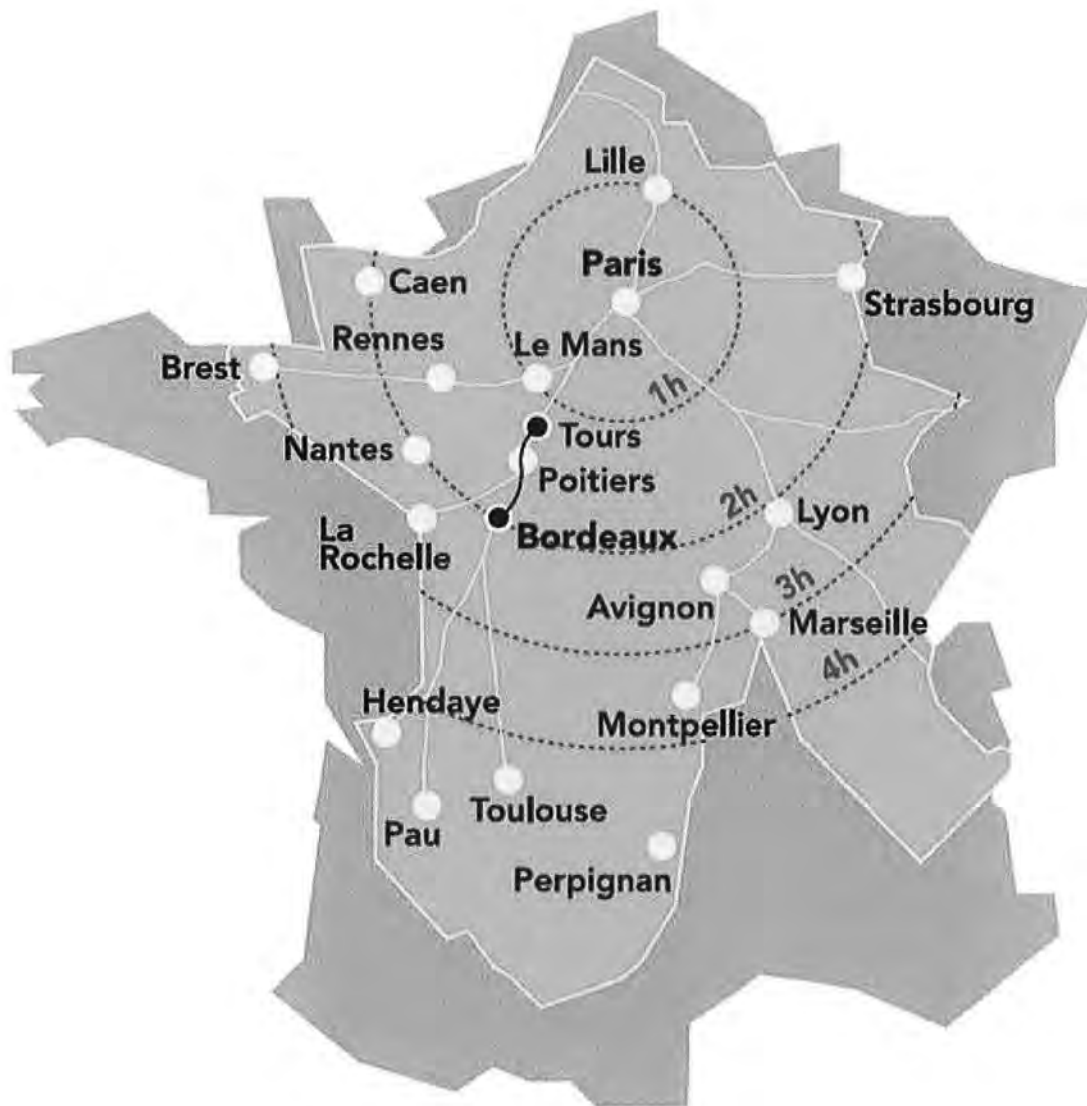 Lille
Paris
Caen
Strasbourg
Rennes
Le Mans
Brest
1h
Tours
Nantes
Poitiers
2h
Lyon
La
Rochelle
Bordeaux
3h
Avignon
Marseille
4h
Hendaye
Montpellier
Toulouse
Pau
Perpignan